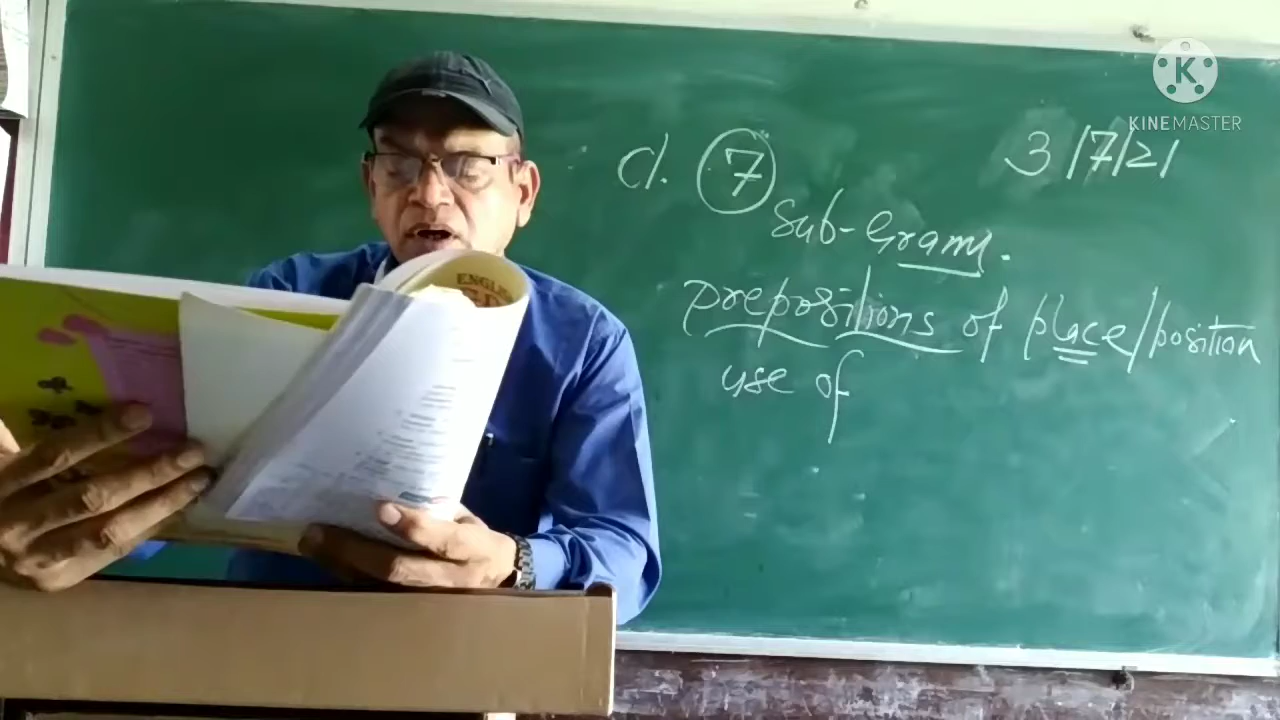 KINEMASTER
cl. 7 3/7/21
Sub-Gram.
prepositions of place/position
use of